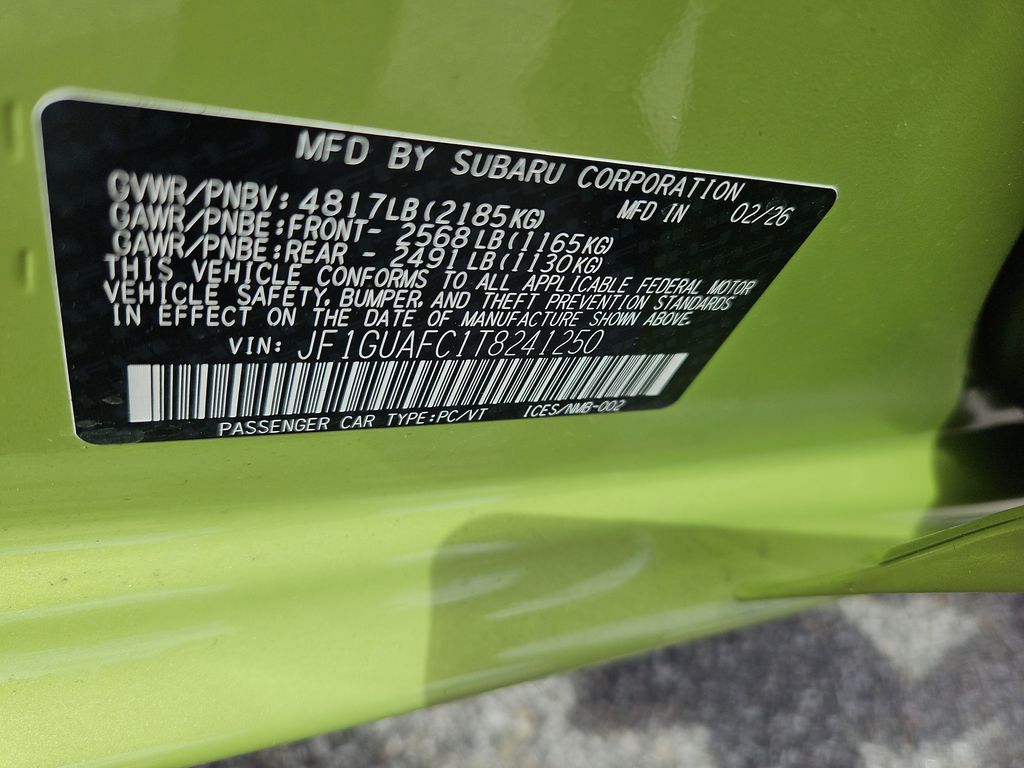 MFD BY SUBARU CORPORATION
GVWR/PNBV: 4817LB(2185KG) MFD IN 02/26
GAWR/PNBE:FRONT- 2568LB(1165KG)
GAWR/PNBE:REAR - 2491LB(1130KG)
THIS VEHICLE CONFORMS TO ALL APPLICABLE FEDERAL MOTOR
VEHICLE SAFETY, BUMPER, AND THEFT PREVENTION STANDARDS
IN EFFECT ON THE DATE OF MANUFACTURE SHOWN ABOVE.
VIN: JF1GUAFC1T8241250
PASSENGER CAR TYPE:PC/VT ICES/NMB-002